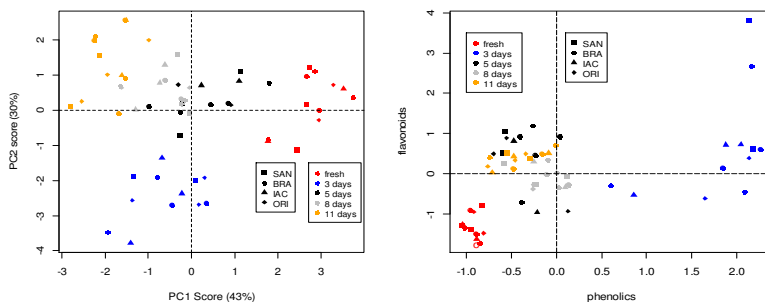 2
1
0
-1
-2
-3
-4
PC2 score (30%)
SAN
BRA
IAC
ORI
fresh
3 days
5 days
8 days
11 days
-3
-2
-1
0
1
2
3
PC1 Score (43%)
4
3
2
1
0
-1
flavonoids
fresh
3 days
5 days
8 days
11 days
SAN
BRA
IAC
ORI
-1.0
-0.5
0.0
0.5
1.0
1.5
2.0
phenolics